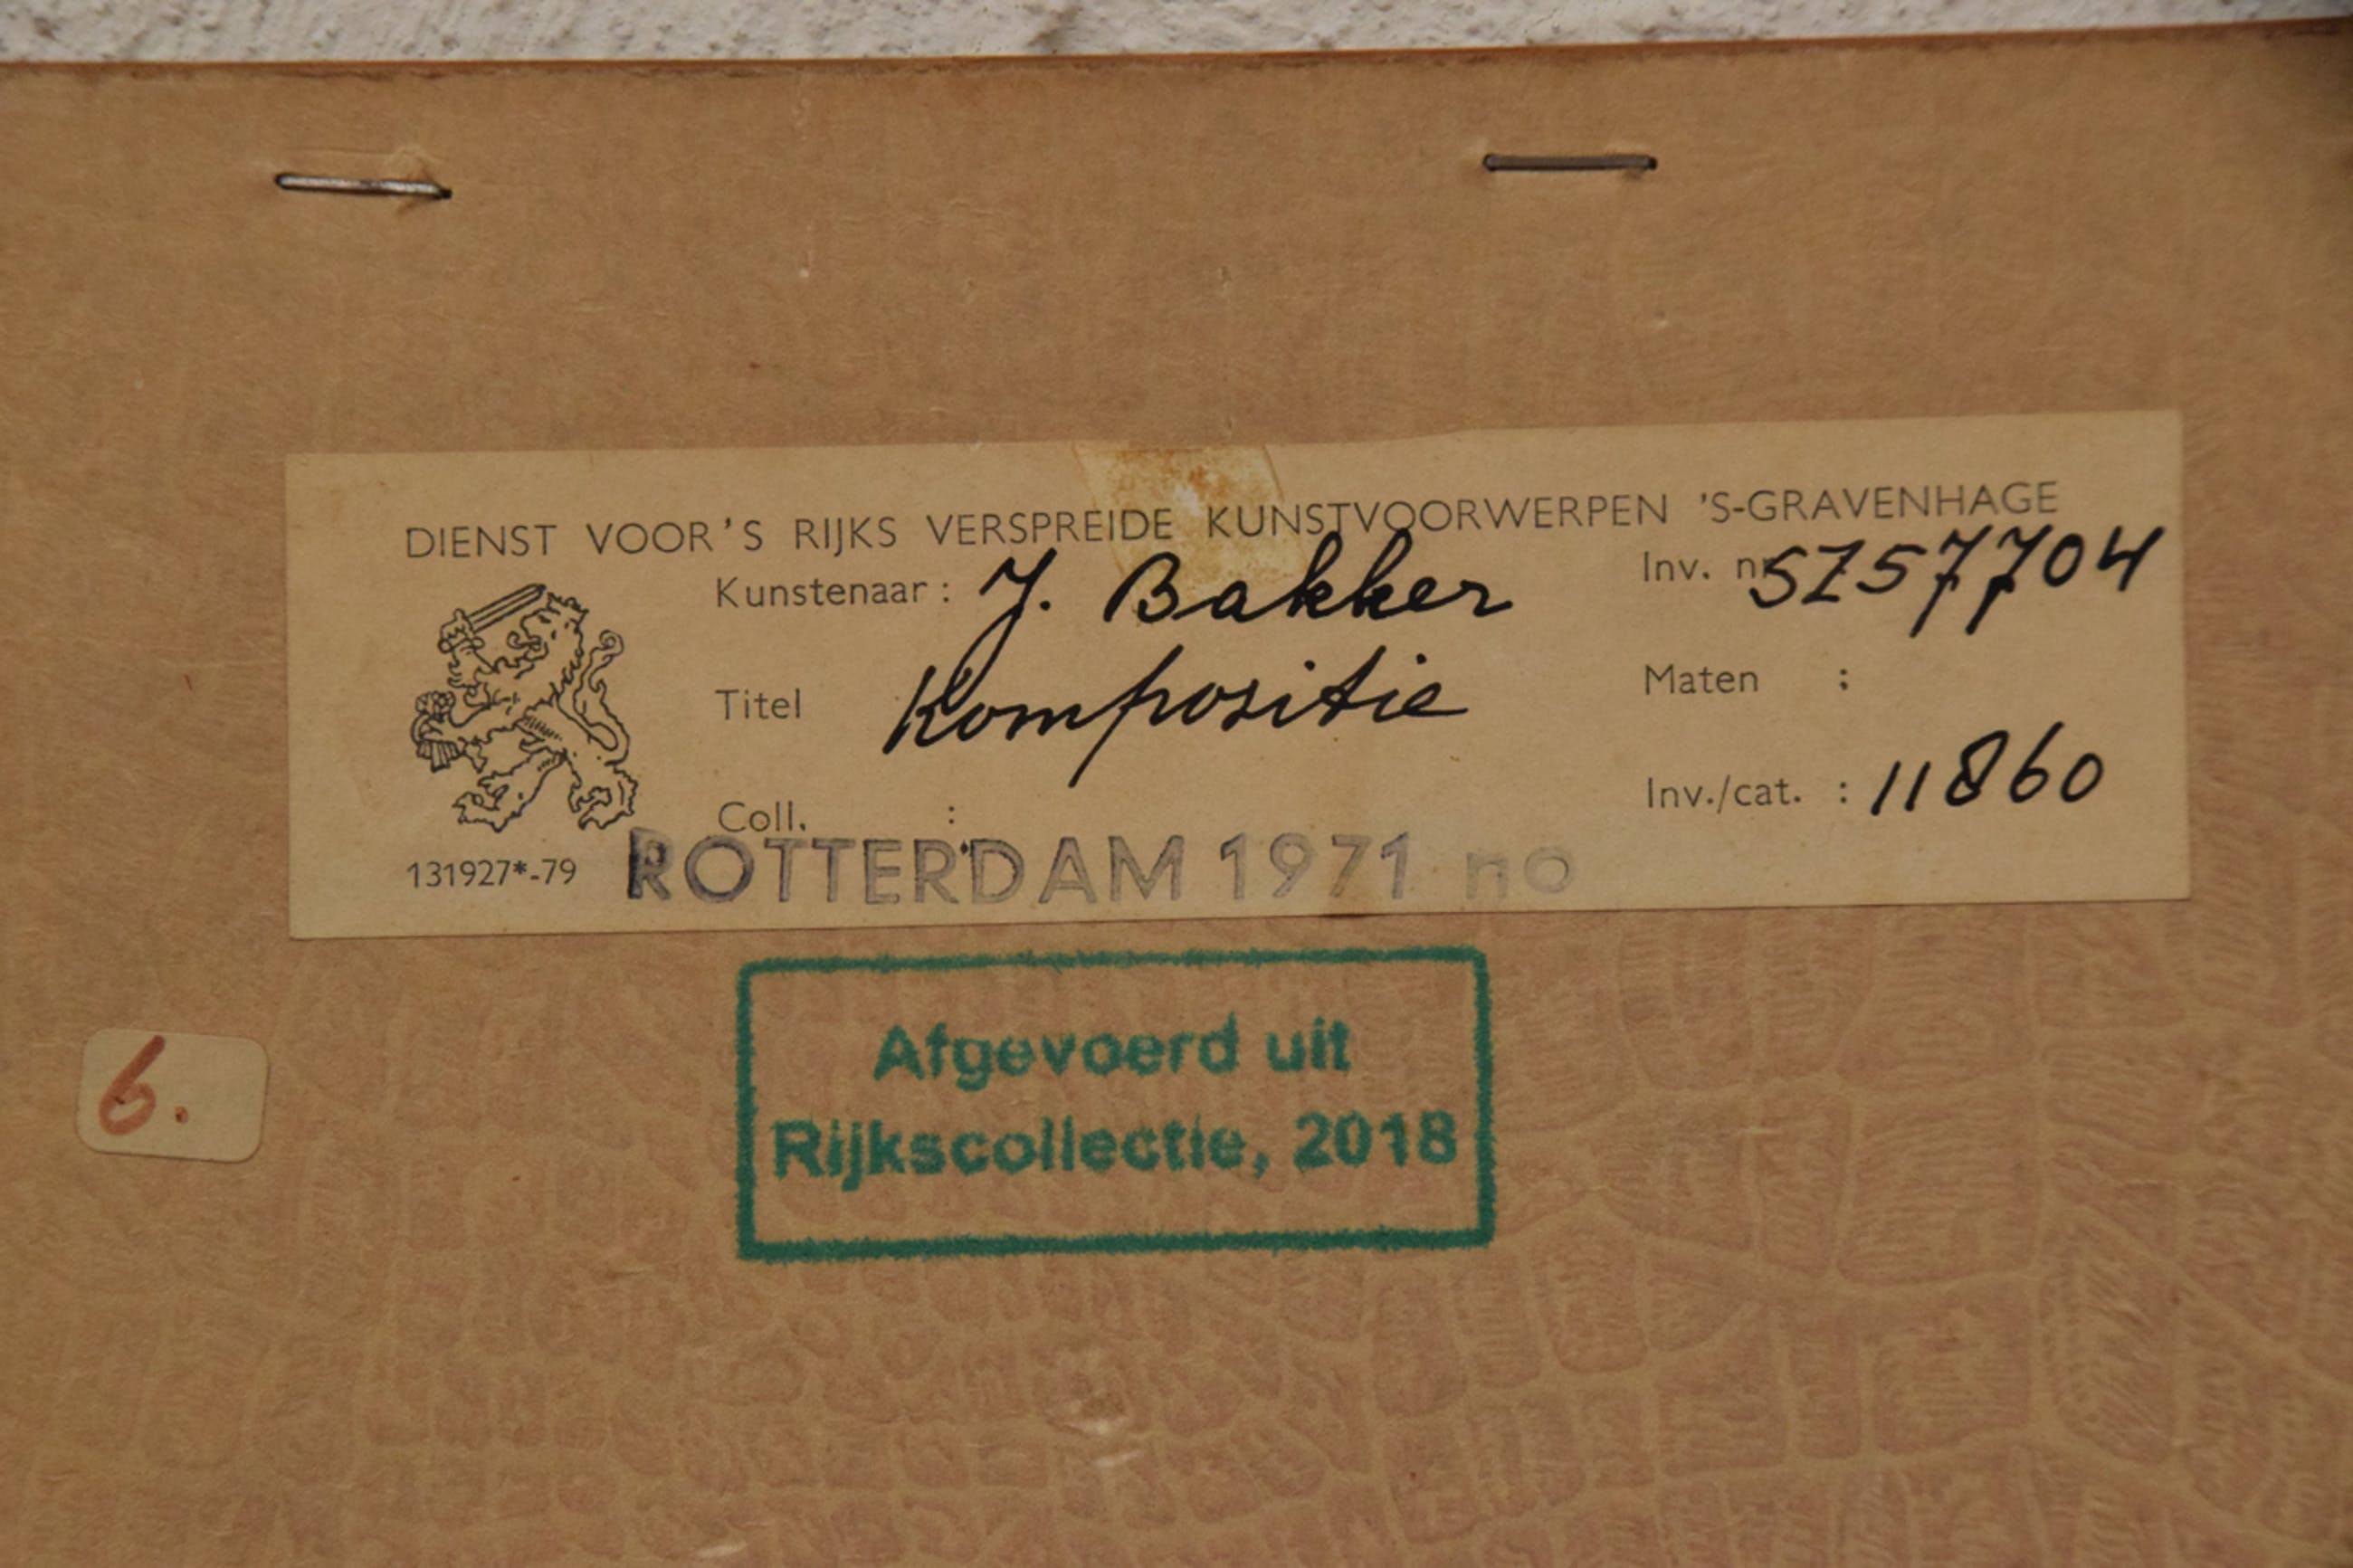 DIENST VOOR'S RIJKS VERSPREIDE KUNSTVOORWERPEN 'S-GRAVENHAGE
Kunstenaar : J. Bakker
Inv. nr SZ57704
Titel Kompositie
Maten :
Coll. :
Inv./cat. : 11860
131927*-79
ROTTERDAM 1971 no
Afgevoerd uit
Rijkscollectie, 2018
6.